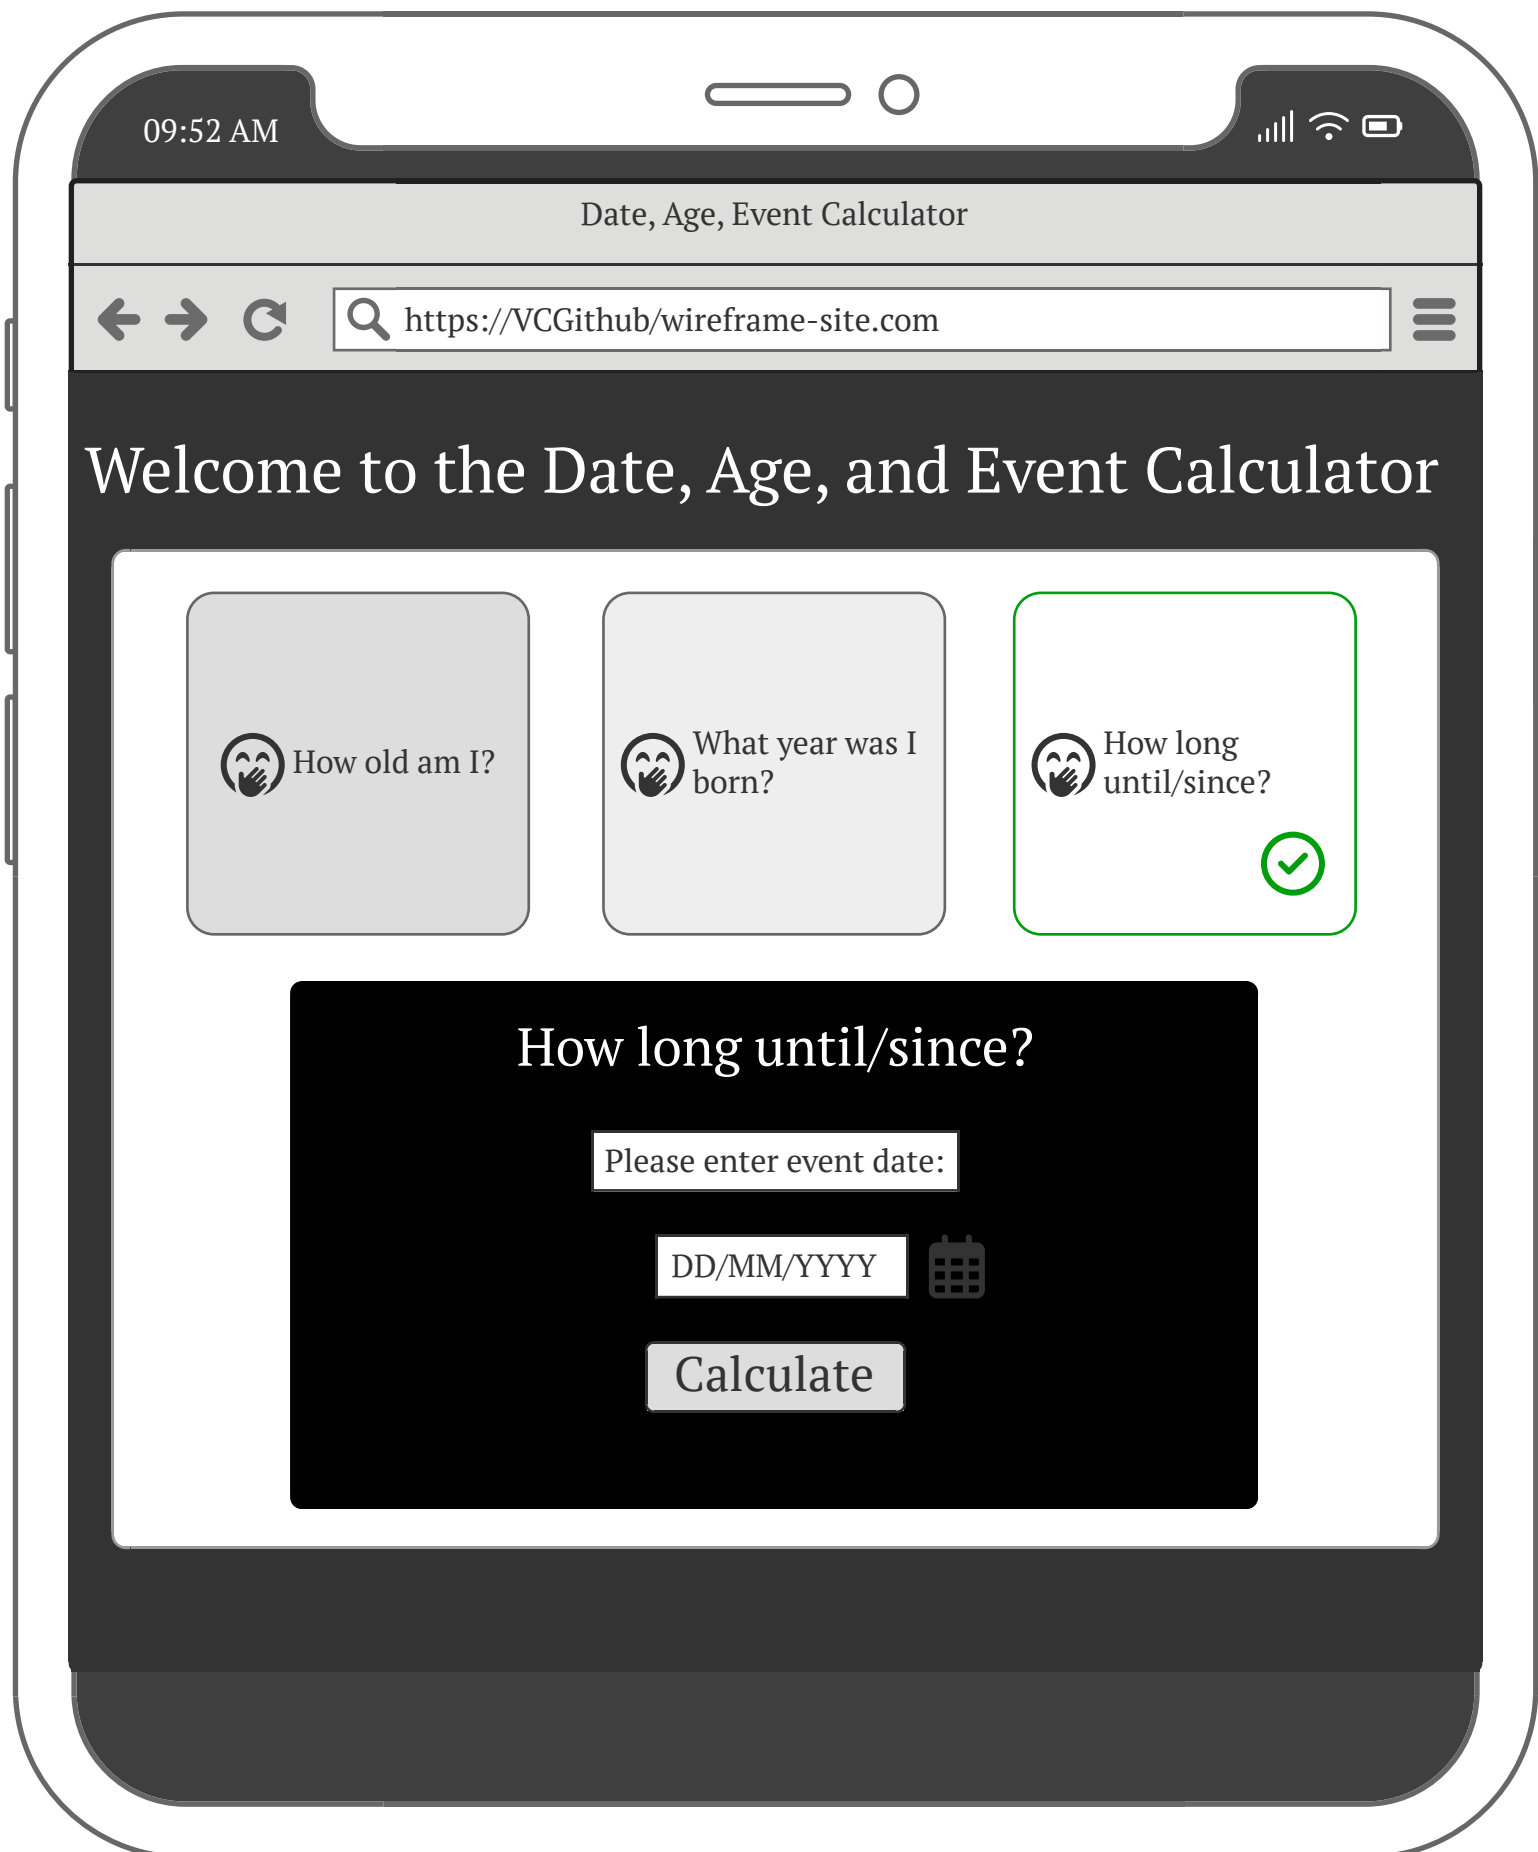 09:52 AM
Date, Age, Event Calculator
https://VCGithub/wireframe-site.com
Welcome to the Date, Age, and Event Calculator
How old am I?
What year was I
born?
How long
until/since?
How long until/since?
Please enter event date:
DD/MM/YYYY
Calculate